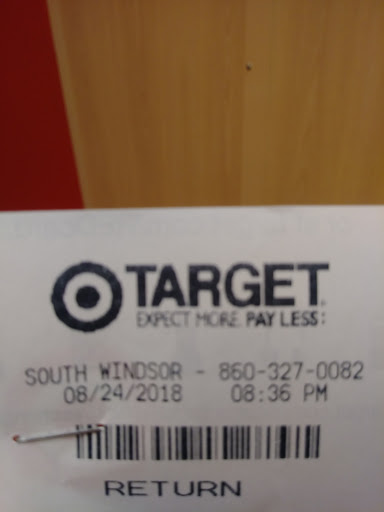 TARGET
EXPECT MORE. PAY LESS:
SOUTH WINDSOR - 860-327-0082
08/24/2018 08:36 PM
RETURN